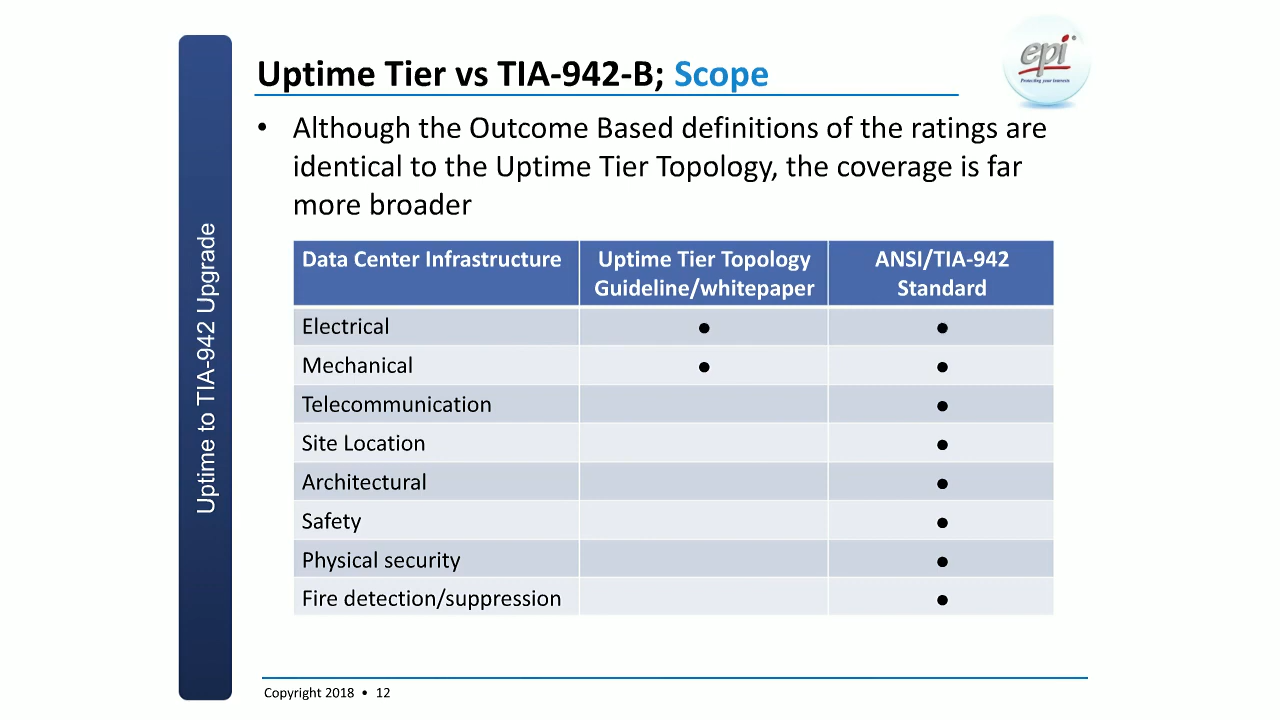 Uptime Tier vs TIA-942-B; Scope
epi
Protecting your interests
Uptime to TIA-942 Upgrade
• Although the Outcome Based definitions of the ratings are
identical to the Uptime Tier Topology, the coverage is far
more broader
Data Center Infrastructure Uptime Tier Topology ANSI/TIA-942
Guideline/whitepaper Standard
Electrical ● ●
Mechanical ● ●
Telecommunication ●
Site Location ●
Architectural ●
Safety ●
Physical security ●
Fire detection/suppression ●
Copyright 2018 • 12